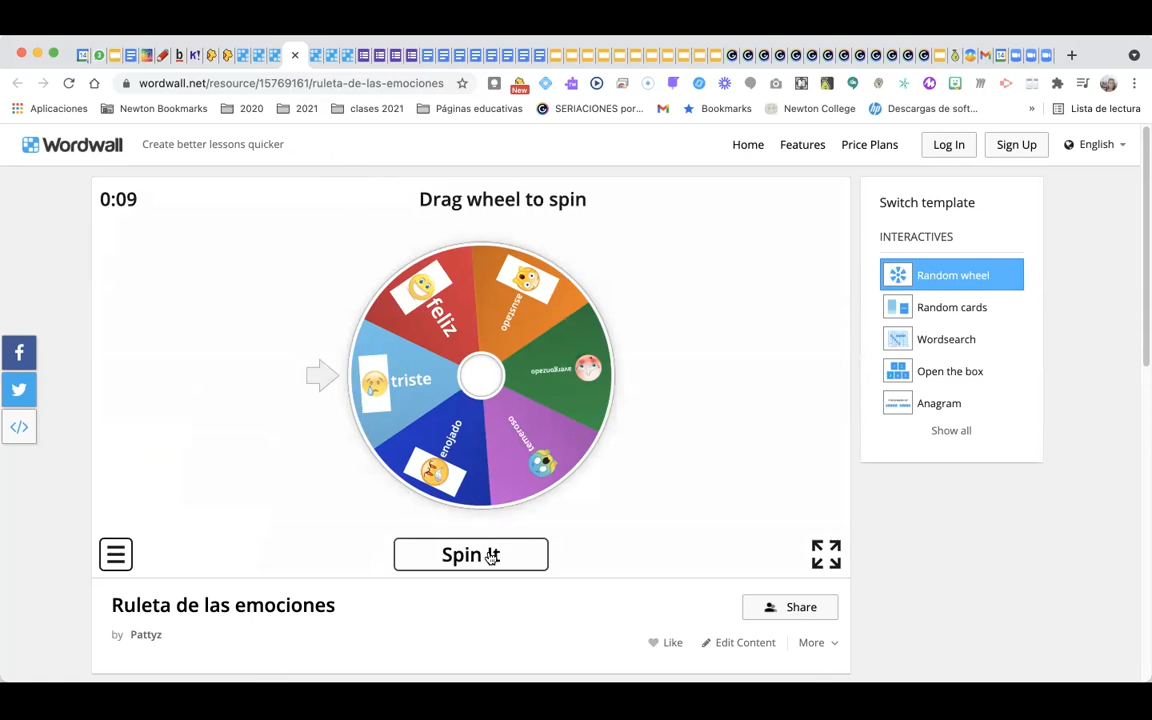 wordwall.net/resource/15769161/ruleta-de-las-emociones
New
Aplicaciones
Newton Bookmarks
2020
2021
clases 2021
Páginas educativas
SERIACIONES por...
Bookmarks
Newton College
Descargas de soft...
»
Lista de lectura
Wordwall
Create better lessons quicker
Home
Features
Price Plans
Log In
Sign Up
English
0:09
Drag wheel to spin
feliz
asustado
avergonzado
temeroso
enojado
triste
Spin It
Switch template
INTERACTIVES
Random wheel
Random cards
Wordsearch
Open the box
Anagram
Show all
Ruleta de las emociones
Share
by Pattyz
Like
Edit Content
More